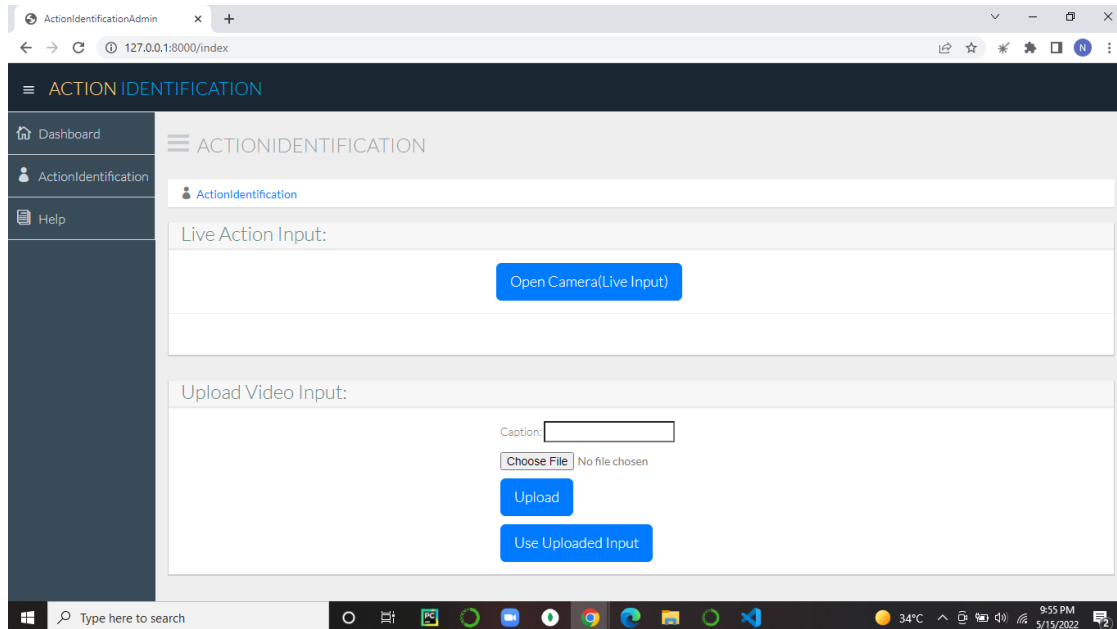 ActionIdentificationAdmin
127.0.0.1:8000/index
N
ACTION IDENTIFICATION
Dashboard
ActionIdentification
Help
ACTIONIDENTIFICATION
ActionIdentification
Live Action Input:
Open Camera(Live Input)
Upload Video Input:
Caption:
Choose File No file chosen
Upload
Use Uploaded Input
Type here to search
PC
34°C
9:55 PM
5/15/2022
2